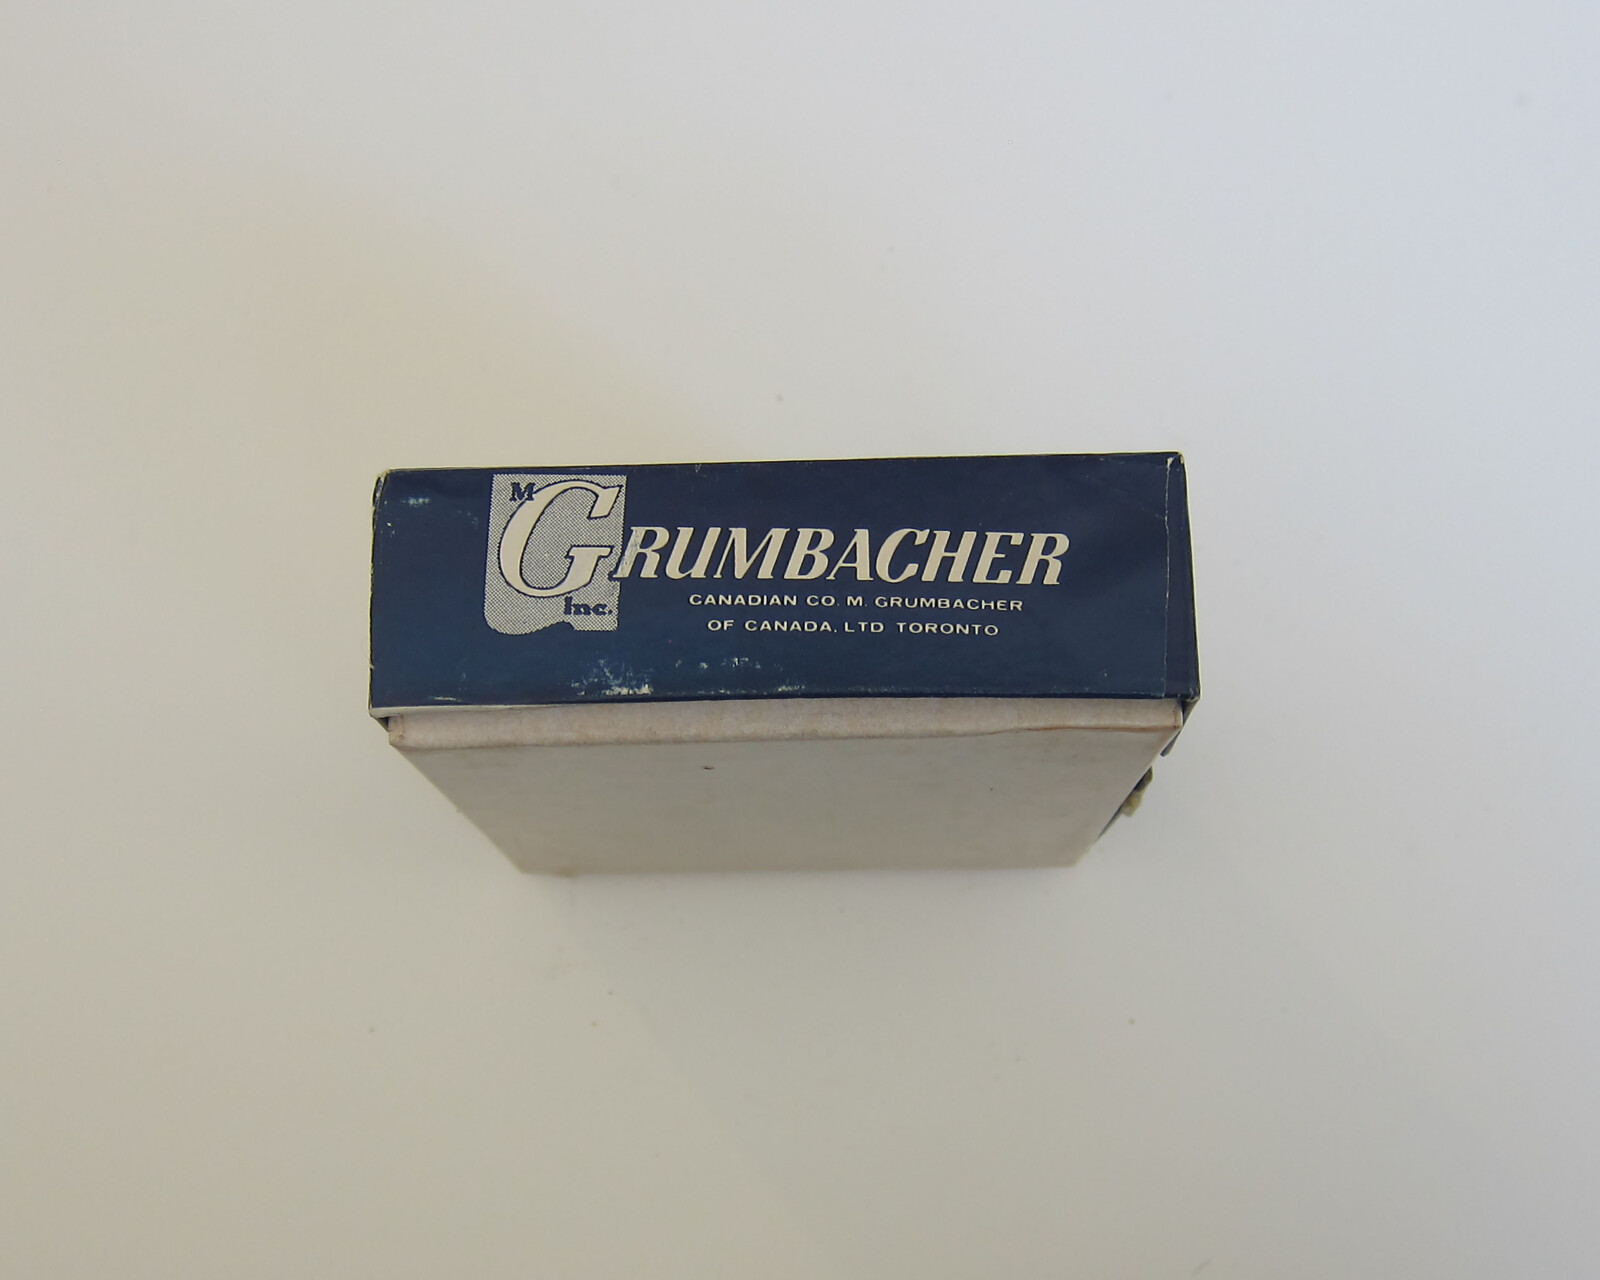 M GRUMBACHER Inc.
CANADIAN CO. M. GRUMBACHER
OF CANADA, LTD TORONTO